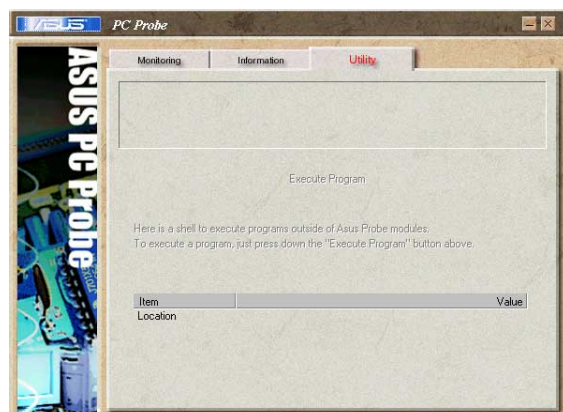 /SUS PC Probe
Monitoring Information Utility
ASUS PC Probe
Execute Program
Here is a shell to execute programs outside of Asus Probe modules.
To execute a program, just press down the "Execute Program" button above.
Item Value
Location